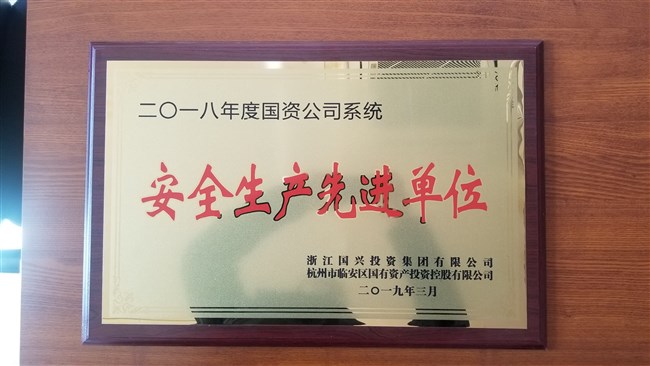 二〇一八年度国资公司系统
安全生产先进单位
浙江国兴投资集团有限公司
杭州市临安区国有资产投资控股有限公司
二〇一九年三月